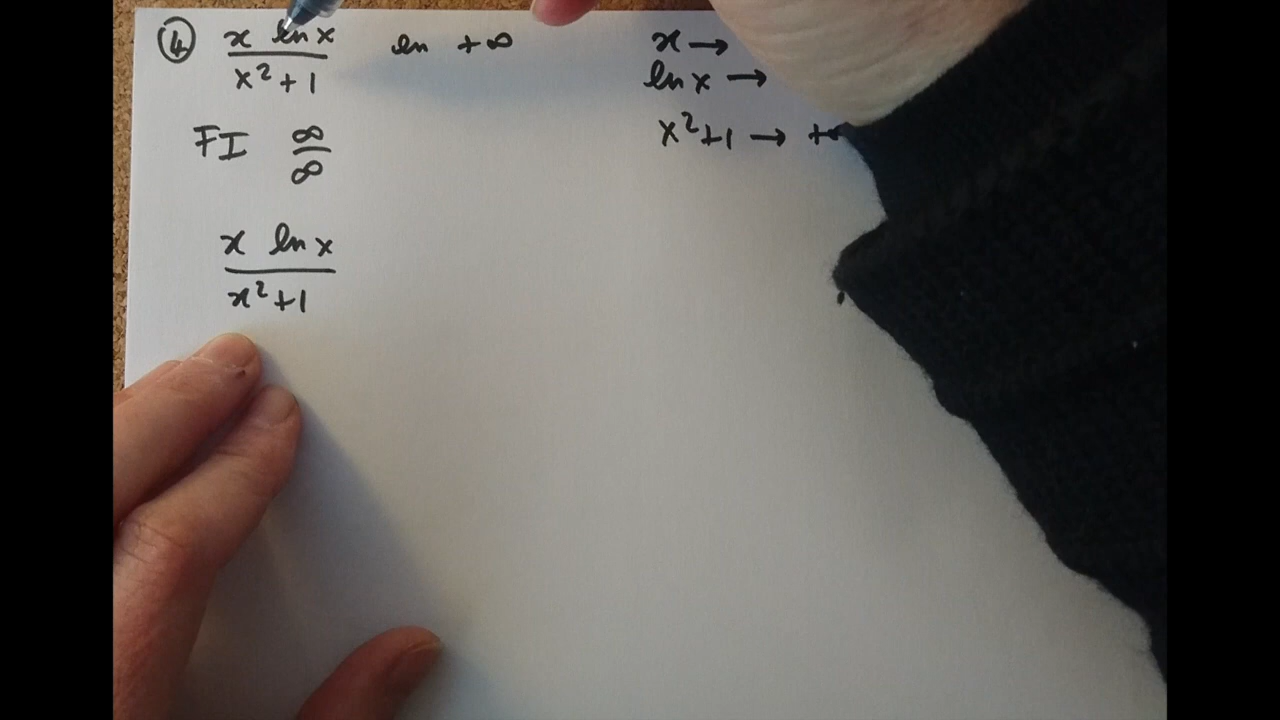 ④ x ln x / x² + 1 en +∞
x →
ln x →
x² + 1 →
FI ∞/∞
x ln x / x² + 1